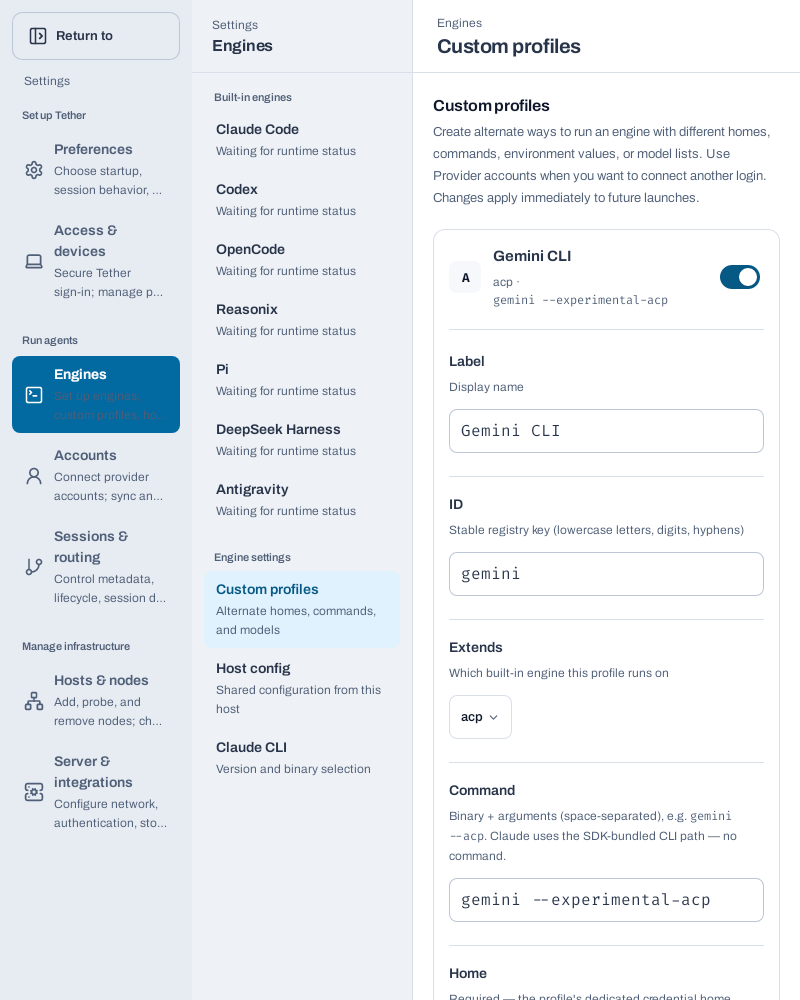 Return to
Settings
Set up Tether
Preferences
Choose startup,
session behavior, ...
Access &
devices
Secure Tether
sign-in; manage p...
Run agents
Engines
Set up engines,
custom profiles, ho...
Accounts
Connect provider
accounts; sync an...
Sessions &
routing
Control metadata,
lifecycle, session d...
Manage infrastructure
Hosts & nodes
Add, probe, and
remove nodes; ch...
Server &
integrations
Configure network,
authentication, sto...
Settings
Engines
Built-in engines
Claude Code
Waiting for runtime status
Codex
Waiting for runtime status
OpenCode
Waiting for runtime status
Reasonix
Waiting for runtime status
Pi
Waiting for runtime status
DeepSeek Harness
Waiting for runtime status
Antigravity
Waiting for runtime status
Engine settings
Custom profiles
Alternate homes, commands,
and models
Host config
Shared configuration from this
host
Claude CLI
Version and binary selection
Engines
Custom profiles
Custom profiles
Create alternate ways to run an engine with different homes,
commands, environment values, or model lists. Use
Provider accounts when you want to connect another login.
Changes apply immediately to future launches.
A
Gemini CLI
acp ·
gemini --experimental-acp
Label
Display name
Gemini CLI
ID
Stable registry key (lowercase letters, digits, hyphens)
gemini
Extends
Which built-in engine this profile runs on
acp
Command
Binary + arguments (space-separated), e.g. gemini
--acp. Claude uses the SDK-bundled CLI path — no
command.
gemini --experimental-acp
Home
Required — the profile's dedicated credential home